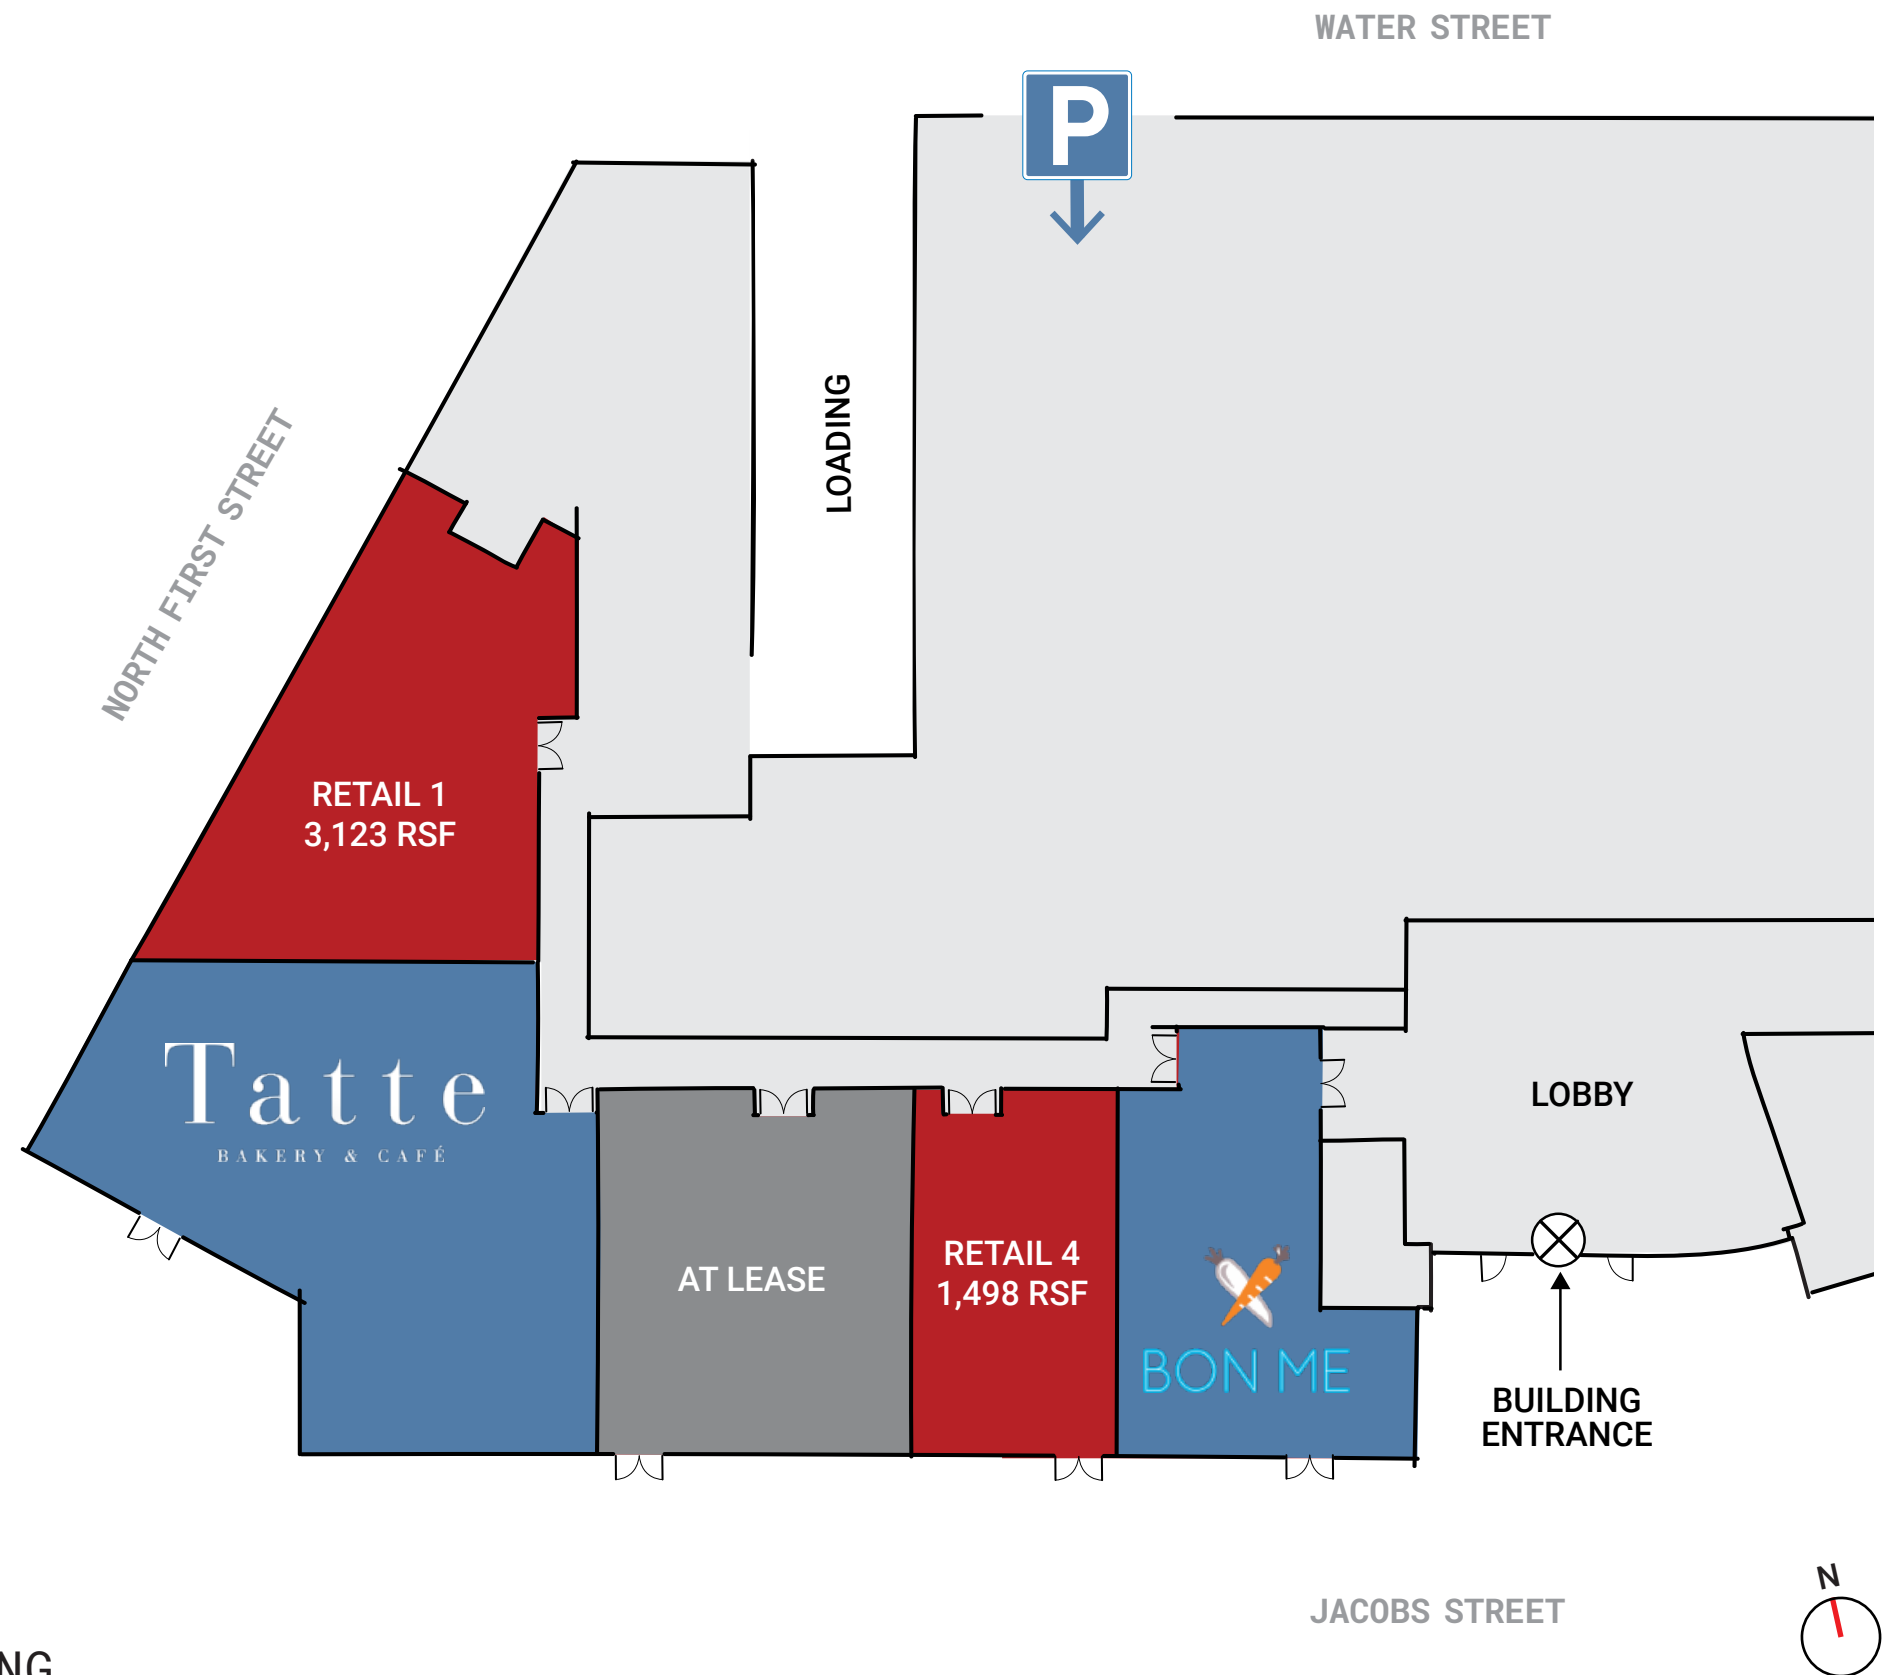 WATER STREET
P
LOADING
NORTH FIRST STREET
RETAIL 1
3,123 RSF
Tatte
BAKERY & CAFÉ
LOBBY
AT LEASE
RETAIL 4
1,498 RSF
BON ME
BUILDING
ENTRANCE
JACOBS STREET
N
NG